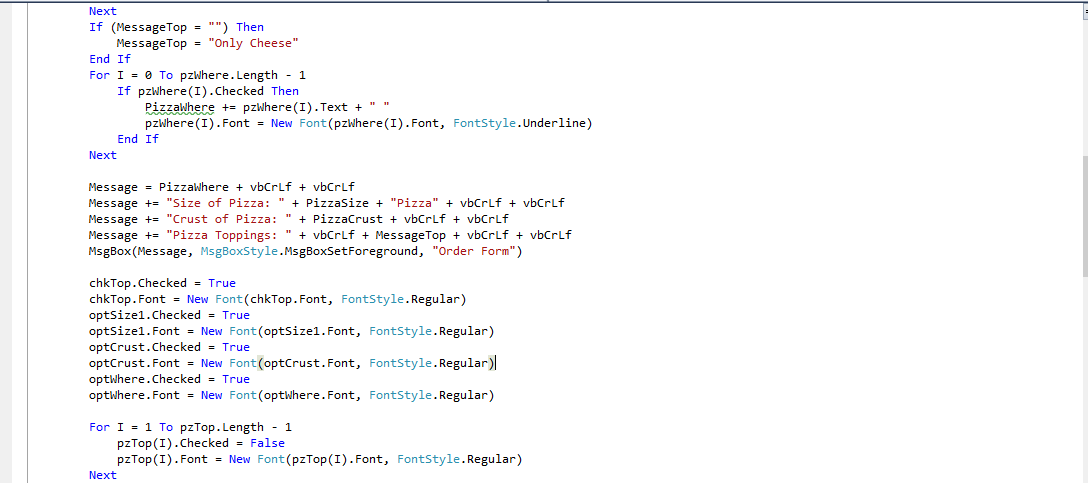 Next
If (MessageTop = "") Then
MessageTop = "Only Cheese"
End If
For I = 0 To pzWhere.Length - 1
If pzWhere(I).Checked Then
PizzaWhere += pzWhere(I).Text + " "
pzWhere(I).Font = New Font(pzWhere(I).Font, FontStyle.Underline)
End If
Next
Message = PizzaWhere + vbCrLf + vbCrLf
Message += "Size of Pizza: " + PizzaSize + "Pizza" + vbCrLf + vbCrLf
Message += "Crust of Pizza: " + PizzaCrust + vbCrLf + vbCrLf
Message += "Pizza Toppings: " + vbCrLf + MessageTop + vbCrLf + vbCrLf
MsgBox(Message, MsgBoxStyle.MsgBoxSetForeground, "Order Form")
chkTop.Checked = True
chkTop.Font = New Font(chkTop.Font, FontStyle.Regular)
optSize1.Checked = True
optSize1.Font = New Font(optSize1.Font, FontStyle.Regular)
optCrust.Checked = True
optCrust.Font = New Font(optCrust.Font, FontStyle.Regular)
optWhere.Checked = True
optWhere.Font = New Font(optWhere.Font, FontStyle.Regular)
For I = 1 To pzTop.Length - 1
pzTop(I).Checked = False
pzTop(I).Font = New Font(pzTop(I).Font, FontStyle.Regular)
Next